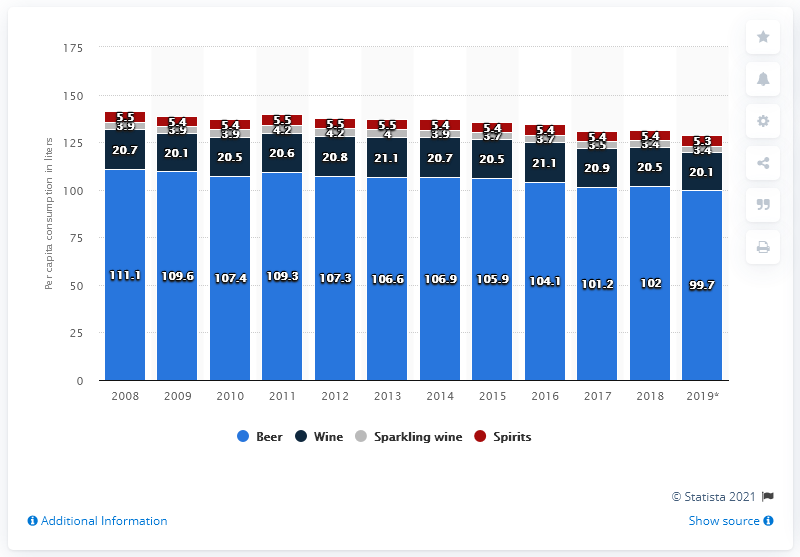 175
150
125
100
75
50
25
0
Per capita consumption in liters
5.5 5.4 5.4 5.5 5.5 5.5 5.4 5.4 5.4 5.4 5.4 5.3
3.9 3.9 3.9 4.2 4.2 4 3.9 3.7 3.7 3.5 3.4 3.4
20.7 20.1 20.5 20.6 20.8 21.1 20.7 20.5 21.1 20.9 20.5 20.1
111.1 109.6 107.4 109.3 107.3 106.6 106.9 105.9 104.1 101.2 102 99.7
2008 2009 2010 2011 2012 2013 2014 2015 2016 2017 2018 2019*
Beer Wine Sparkling wine Spirits
© Statista 2021
Additional Information Show source